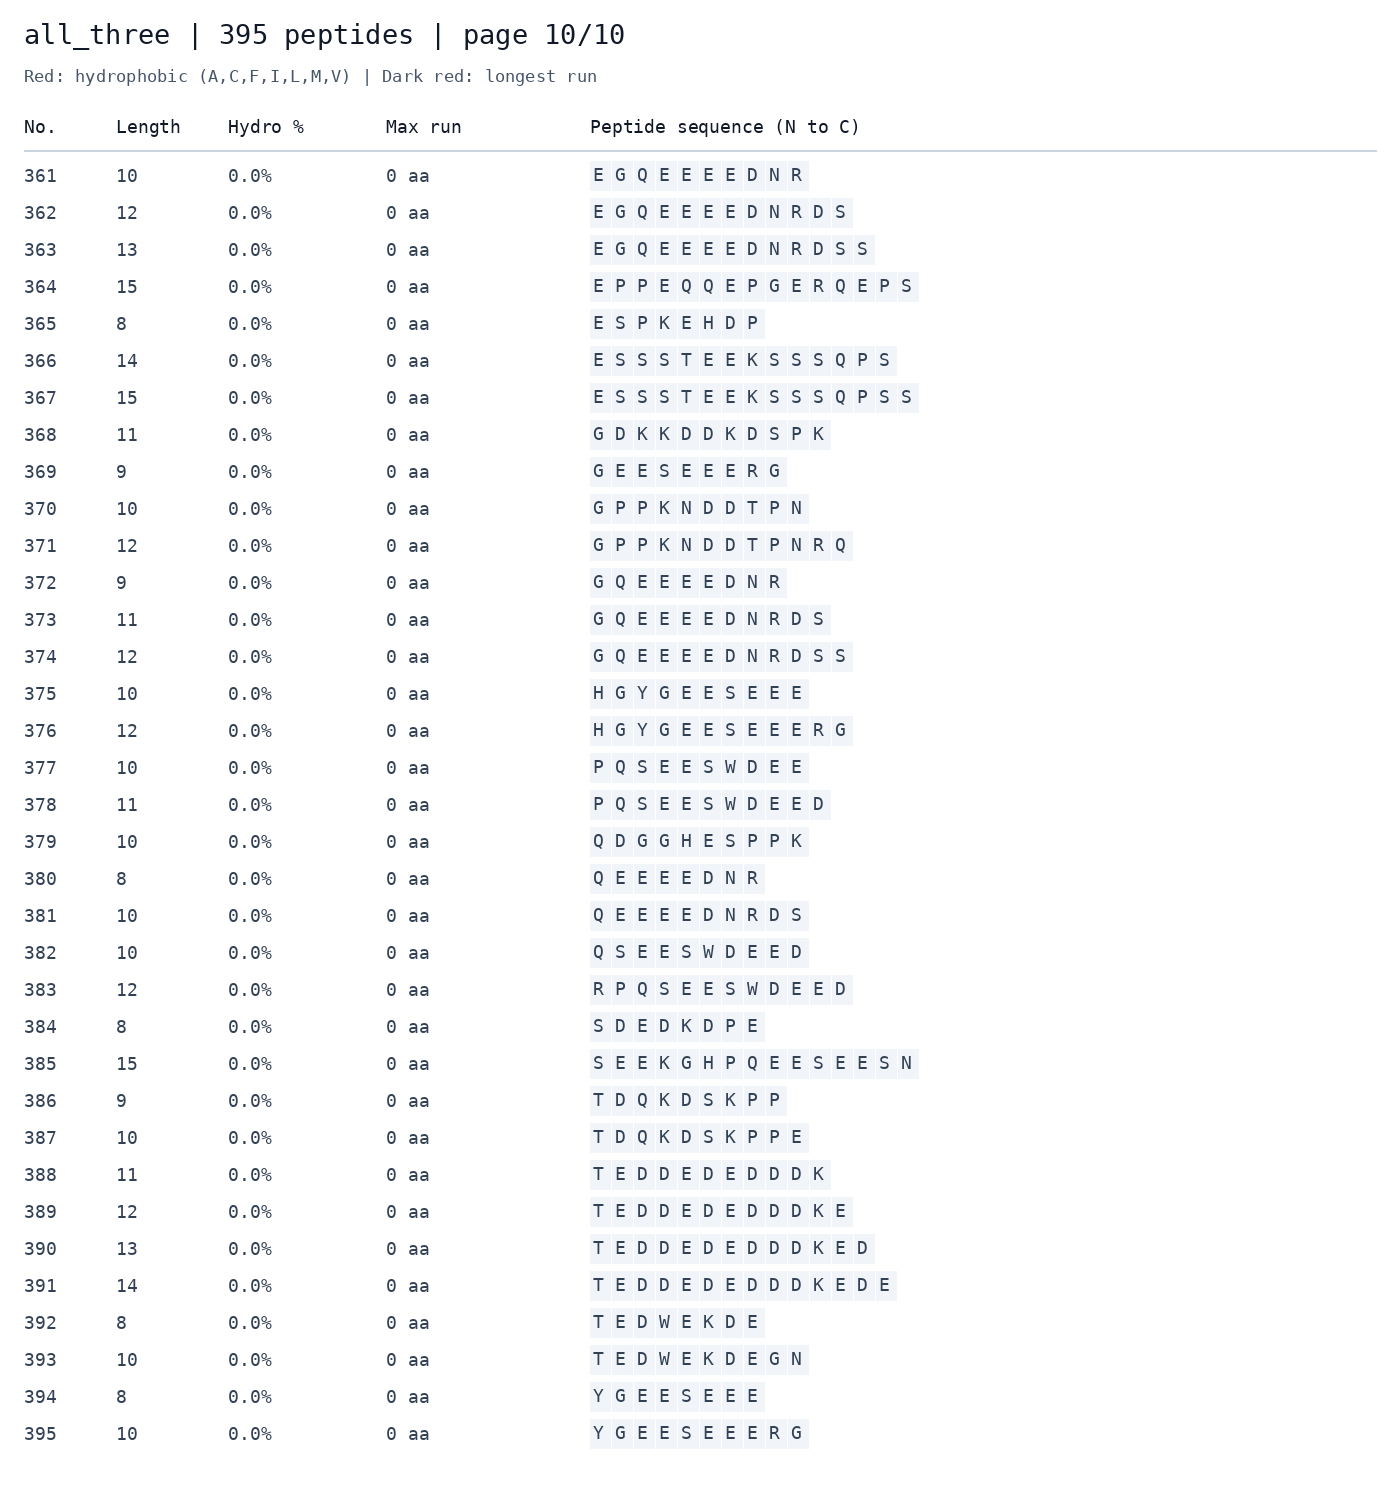 all_three | 395 peptides | page 10/10
Red: hydrophobic (A,C,F,I,L,M,V) | Dark red: longest run
No. Length Hydro % Max run Peptide sequence (N to C)
361 10 0.0% 0 aa E G Q E E E E D N R
362 12 0.0% 0 aa E G Q E E E E D N R D S
363 13 0.0% 0 aa E G Q E E E E D N R D S S
364 15 0.0% 0 aa E P P E Q Q E P G E R Q E P S
365 8 0.0% 0 aa E S P K E H D P
366 14 0.0% 0 aa E S S S T E E K S S S Q P S
367 15 0.0% 0 aa E S S S T E E K S S S Q P S S
368 11 0.0% 0 aa G D K K D D K D S P K
369 9 0.0% 0 aa G E E S E E E R G
370 10 0.0% 0 aa G P P K N D D T P N
371 12 0.0% 0 aa G P P K N D D T P N R Q
372 9 0.0% 0 aa G Q E E E E D N R
373 11 0.0% 0 aa G Q E E E E D N R D S
374 12 0.0% 0 aa G Q E E E E D N R D S S
375 10 0.0% 0 aa H G Y G E E S E E E
376 12 0.0% 0 aa H G Y G E E S E E E R G
377 10 0.0% 0 aa P Q S E E S W D E E
378 11 0.0% 0 aa P Q S E E S W D E E D
379 10 0.0% 0 aa Q D G G H E S P P K
380 8 0.0% 0 aa Q E E E E D N R
381 10 0.0% 0 aa Q E E E E D N R D S
382 10 0.0% 0 aa Q S E E S W D E E D
383 12 0.0% 0 aa R P Q S E E S W D E E D
384 8 0.0% 0 aa S D E D K D P E
385 15 0.0% 0 aa S E E K G H P Q E E S E E S N
386 9 0.0% 0 aa T D Q K D S K P P
387 10 0.0% 0 aa T D Q K D S K P P E
388 11 0.0% 0 aa T E D D E D E D D D K
389 12 0.0% 0 aa T E D D E D E D D D K E
390 13 0.0% 0 aa T E D D E D E D D D K E D
391 14 0.0% 0 aa T E D D E D E D D D K E D E
392 8 0.0% 0 aa T E D W E K D E
393 10 0.0% 0 aa T E D W E K D E G N
394 8 0.0% 0 aa Y G E E S E E E
395 10 0.0% 0 aa Y G E E S E E E R G